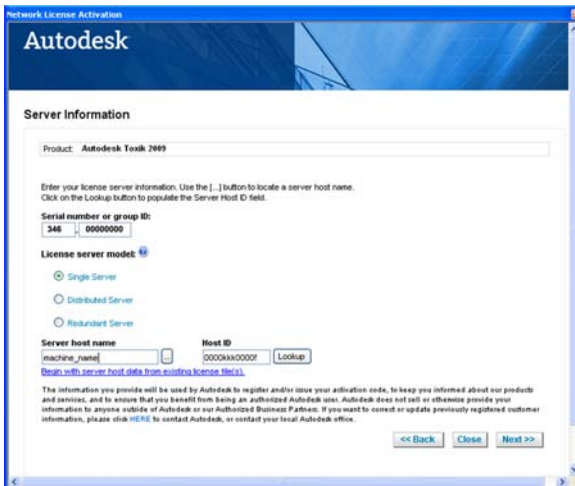 Network License Activation
Autodesk
Server Information
Product: Autodesk Toxik 2009
Enter your license server information. Use the [...] button to locate a server host name.
Click on the Lookup button to populate the Server Host ID field.
Serial number or group ID:
346 . 00000000
License server model:
Single Server
Distributed Server
Redundant Server
Server host name Host ID
machine_name ... 0000kkk0000f Lookup
Begin with server host data from existing license file(s).
The information you provide will be used by Autodesk to register and/or issue your activation code, to keep you informed about our products
and services, and to ensure that you benefit from being an authorized Autodesk user. Autodesk does not sell or otherwise provide your
information to anyone outside of Autodesk or our Authorized Business Partners. If you want to correct or update previously registered customer
information, please click HERE to contact Autodesk, or contact your local Autodesk office.
<< Back Close Next >>